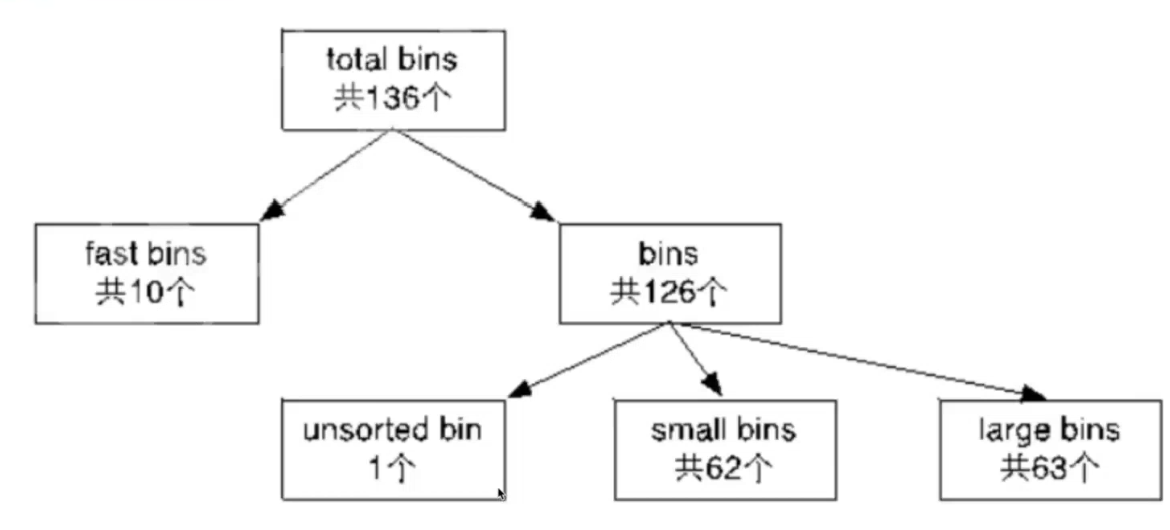 total bins
共136个
fast bins
共10个
bins
共126个
unsorted bin
1个
small bins
共62个
large bins
共63个